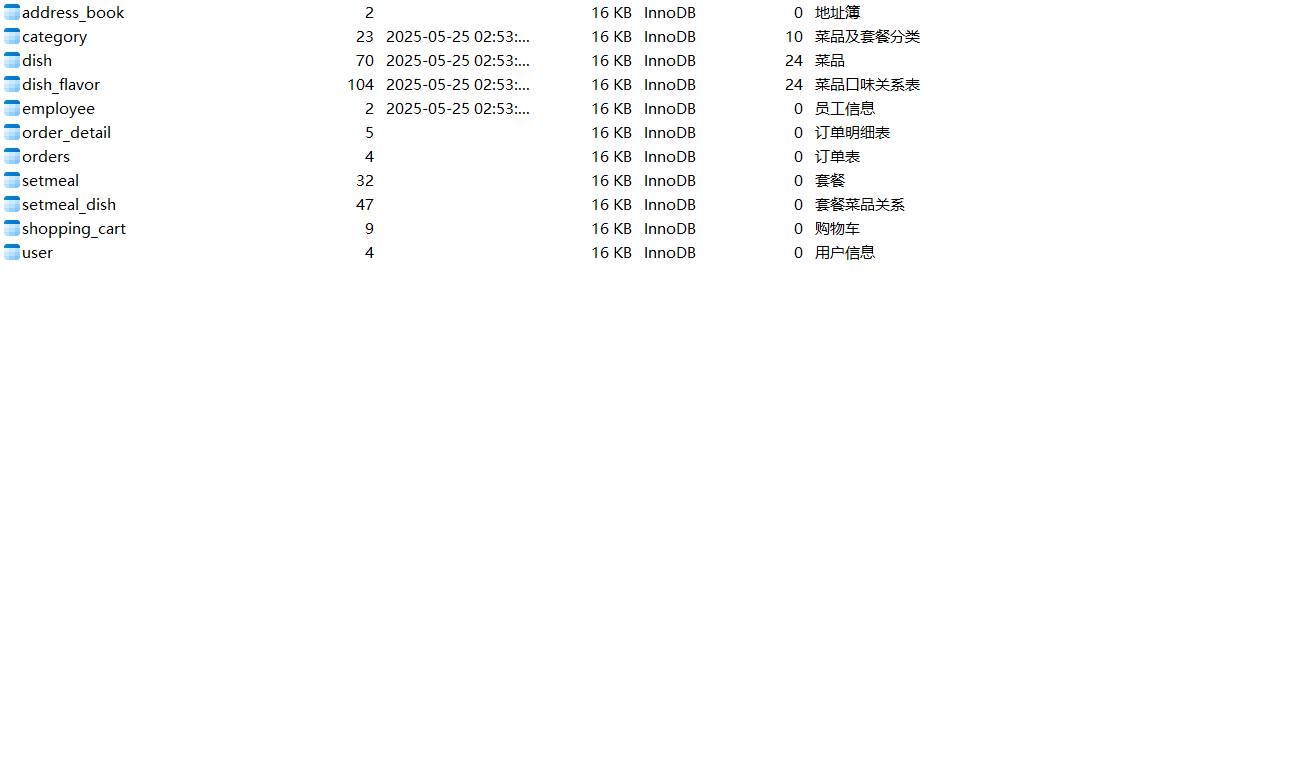 address_book 2 16 KB InnoDB 0 地址簿
category 23 2025-05-25 02:53:... 16 KB InnoDB 10 菜品及套餐分类
dish 70 2025-05-25 02:53:... 16 KB InnoDB 24 菜品
dish_flavor 104 2025-05-25 02:53:... 16 KB InnoDB 24 菜品口味关系表
employee 2 2025-05-25 02:53:... 16 KB InnoDB 0 员工信息
order_detail 5 16 KB InnoDB 0 订单明细表
orders 4 16 KB InnoDB 0 订单表
setmeal 32 16 KB InnoDB 0 套餐
setmeal_dish 47 16 KB InnoDB 0 套餐菜品关系
shopping_cart 9 16 KB InnoDB 0 购物车
user 4 16 KB InnoDB 0 用户信息